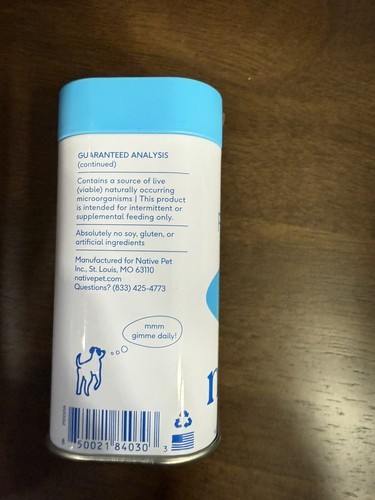 GUARANTEED ANALYSIS
(continued)
Contains a source of live
(viable) naturally occurring
microorganisms | This product
is intended for intermittent or
supplemental feeding only.
Absolutely no soy, gluten, or
artificial ingredients
Manufactured for Native Pet
Inc., St. Louis, MO 63110
nativepet.com
Questions? (833) 425-4773
mmm
gimme daily!
50021 84030 3